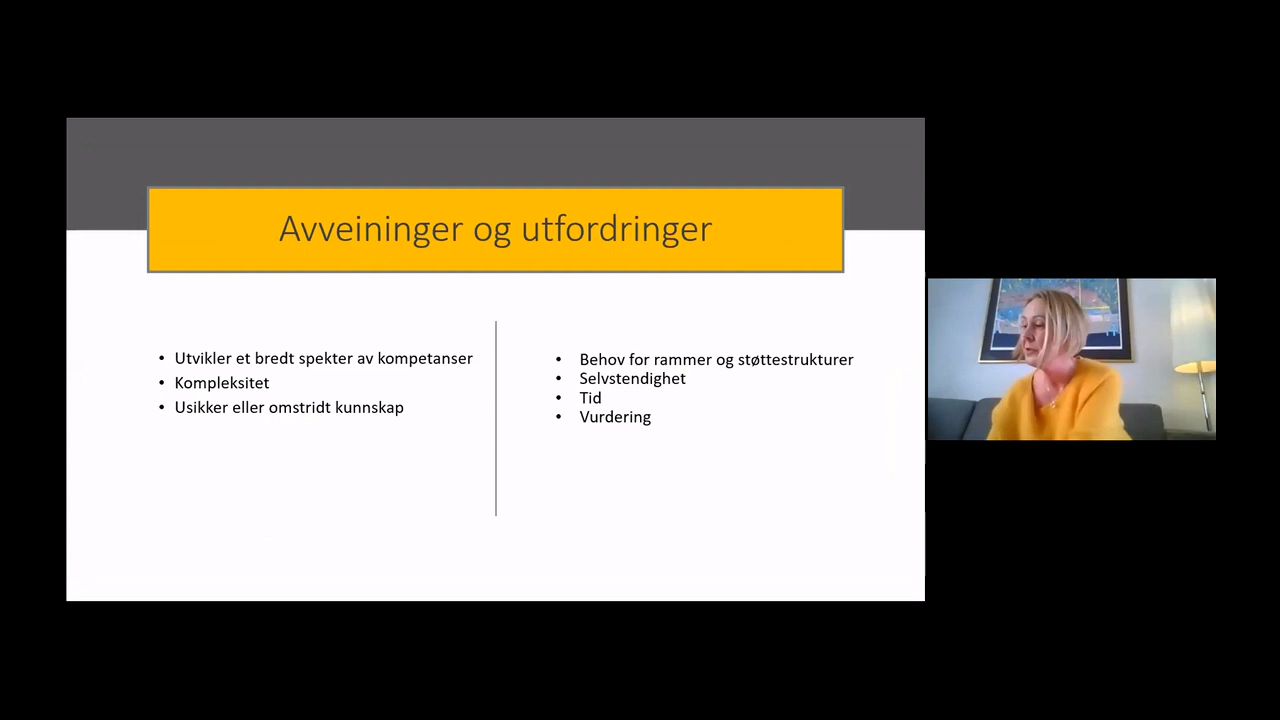 Avveininger og utfordringer
• Utvikler et bredt spekter av kompetanser
• Kompleksitet
• Usikker eller omstridt kunnskap
• Behov for rammer og støttestrukturer
• Selvstendighet
• Tid
• Vurdering